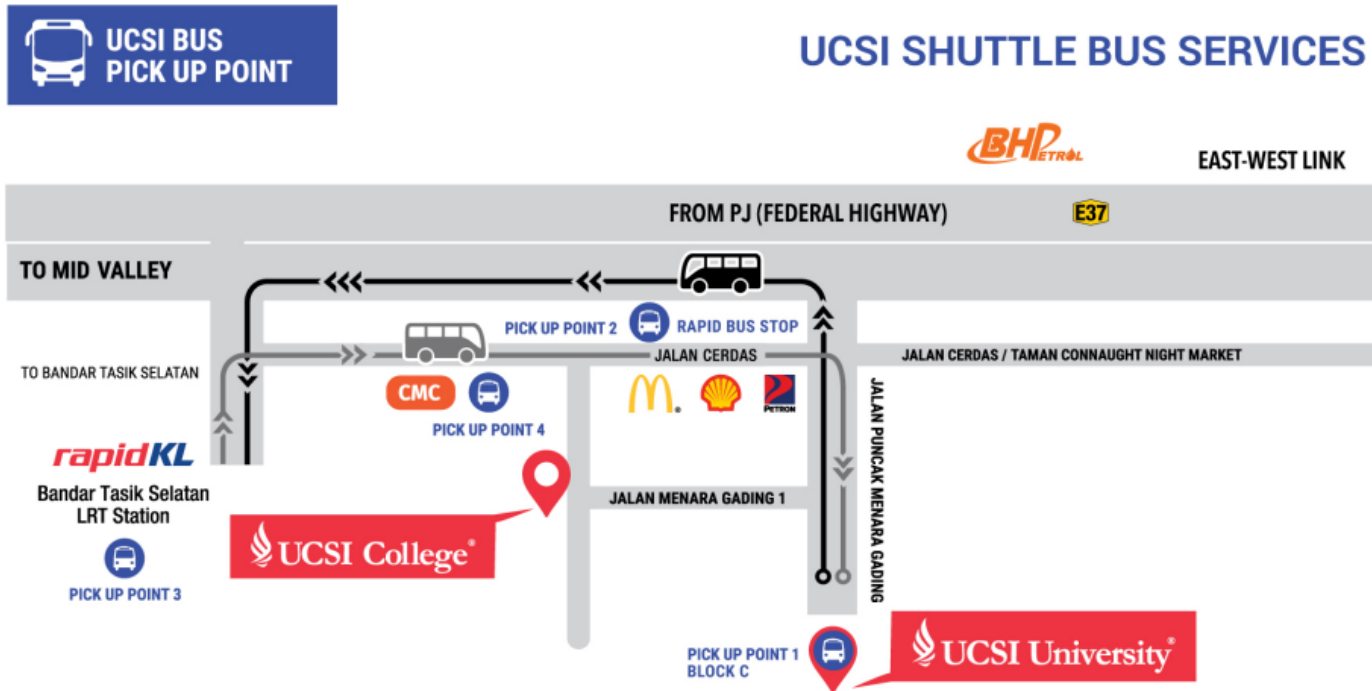 UCSI BUS
PICK UP POINT
UCSI SHUTTLE BUS SERVICES
BHPETROL
EAST-WEST LINK
FROM PJ (FEDERAL HIGHWAY)
E37
TO MID VALLEY
PICK UP POINT 2
RAPID BUS STOP
JALAN CERDAS
JALAN CERDAS / TAMAN CONNAUGHT NIGHT MARKET
TO BANDAR TASIK SELATAN
CMC
PETRON
PICK UP POINT 4
JALAN PUNCAK MENARA GADING
rapidKL
Bandar Tasik Selatan
LRT Station
PICK UP POINT 3
JALAN MENARA GADING 1
UCSI College®
PICK UP POINT 1
BLOCK C
UCSI University®